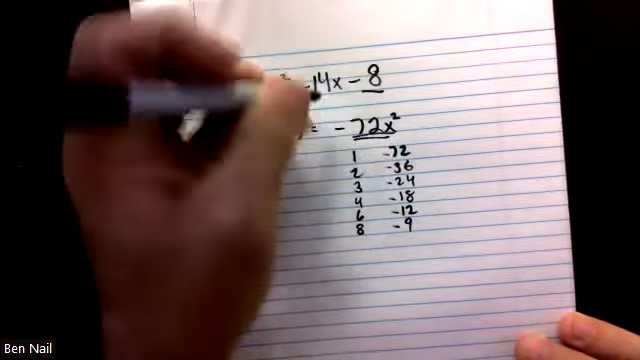 - 14x - 8
= - 72x²
1 -72
2 -36
3 -24
4 -18
6 -12
8 -9
Ben Nail